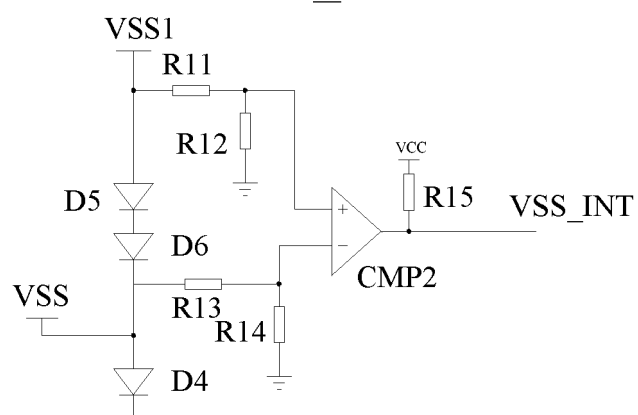 VSS1
R11
R12
VCC
D5
R15
VSS_INT
+
D6
−
CMP2
VSS
R13
R14
D4